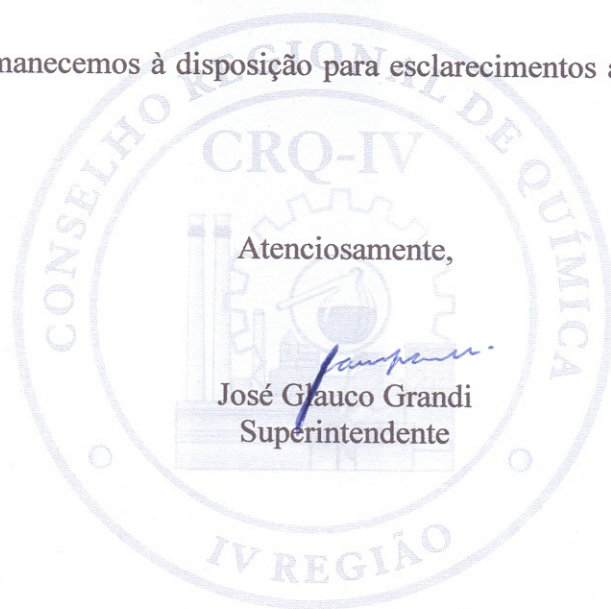 manecemos à disposição para esclarecimentos a
CONSELHO REGIONAL DE QUÍMICA
CRQ-IV
Atenciosamente,
José Glauco Grandi
Superintendente
IV REGIÃO